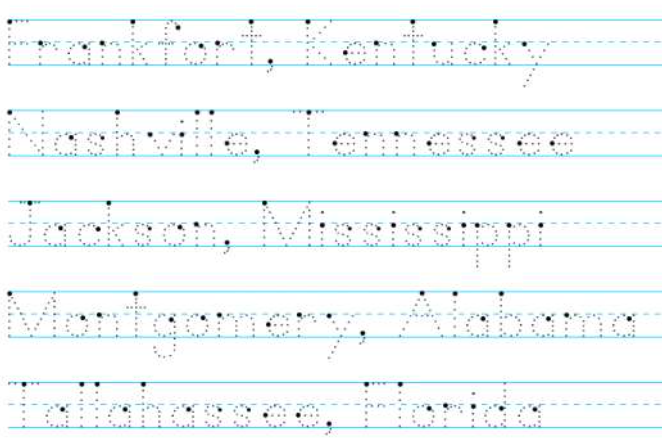 Frankfort, Kentucky
Nashville, Tennessee
Jackson, Mississippi
Montgomery, Alabama
Tallahassee, Florida